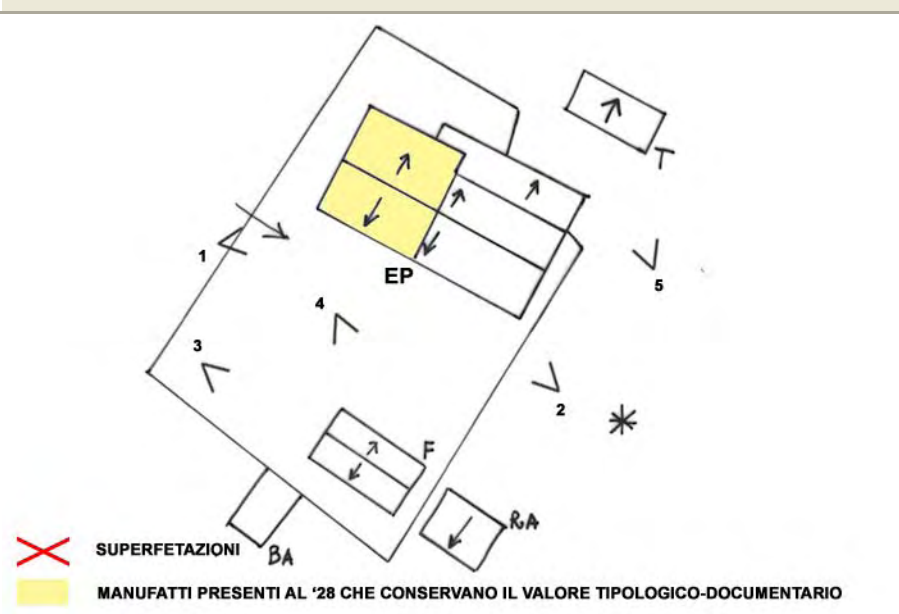 T
1
EP
5
4
3
2
F
RA
BA
SUPERFETAZIONI
MANUFATTI PRESENTI AL ‘28 CHE CONSERVANO IL VALORE TIPOLOGICO-DOCUMENTARIO